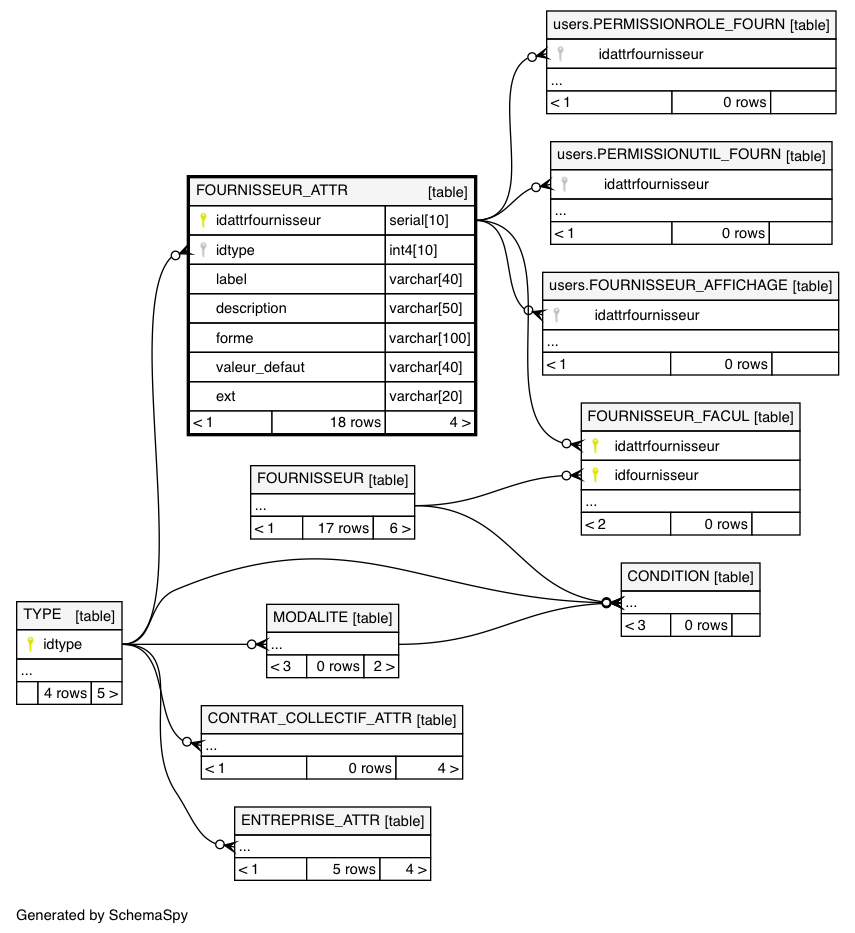 users.PERMISSIONROLE_FOURN [table]
idattrfournisseur
...
< 1 0 rows
users.PERMISSIONUTIL_FOURN [table]
idattrfournisseur
...
< 1 0 rows
FOURNISSEUR_ATTR [table]
idattrfournisseur serial[10]
idtype int4[10]
label varchar[40]
description varchar[50]
forme varchar[100]
valeur_defaut varchar[40]
ext varchar[20]
< 1 18 rows 4 >
users.FOURNISSEUR_AFFICHAGE [table]
idattrfournisseur
...
< 1 0 rows
FOURNISSEUR_FACUL [table]
idattrfournisseur
idfournisseur
...
< 2 0 rows
FOURNISSEUR [table]
...
< 1 17 rows 6 >
CONDITION [table]
...
< 3 0 rows
TYPE [table]
idtype
...
4 rows 5 >
MODALITE [table]
...
< 3 0 rows 2 >
CONTRAT_COLLECTIF_ATTR [table]
...
< 1 0 rows 4 >
ENTREPRISE_ATTR [table]
...
< 1 5 rows 4 >
Generated by SchemaSpy